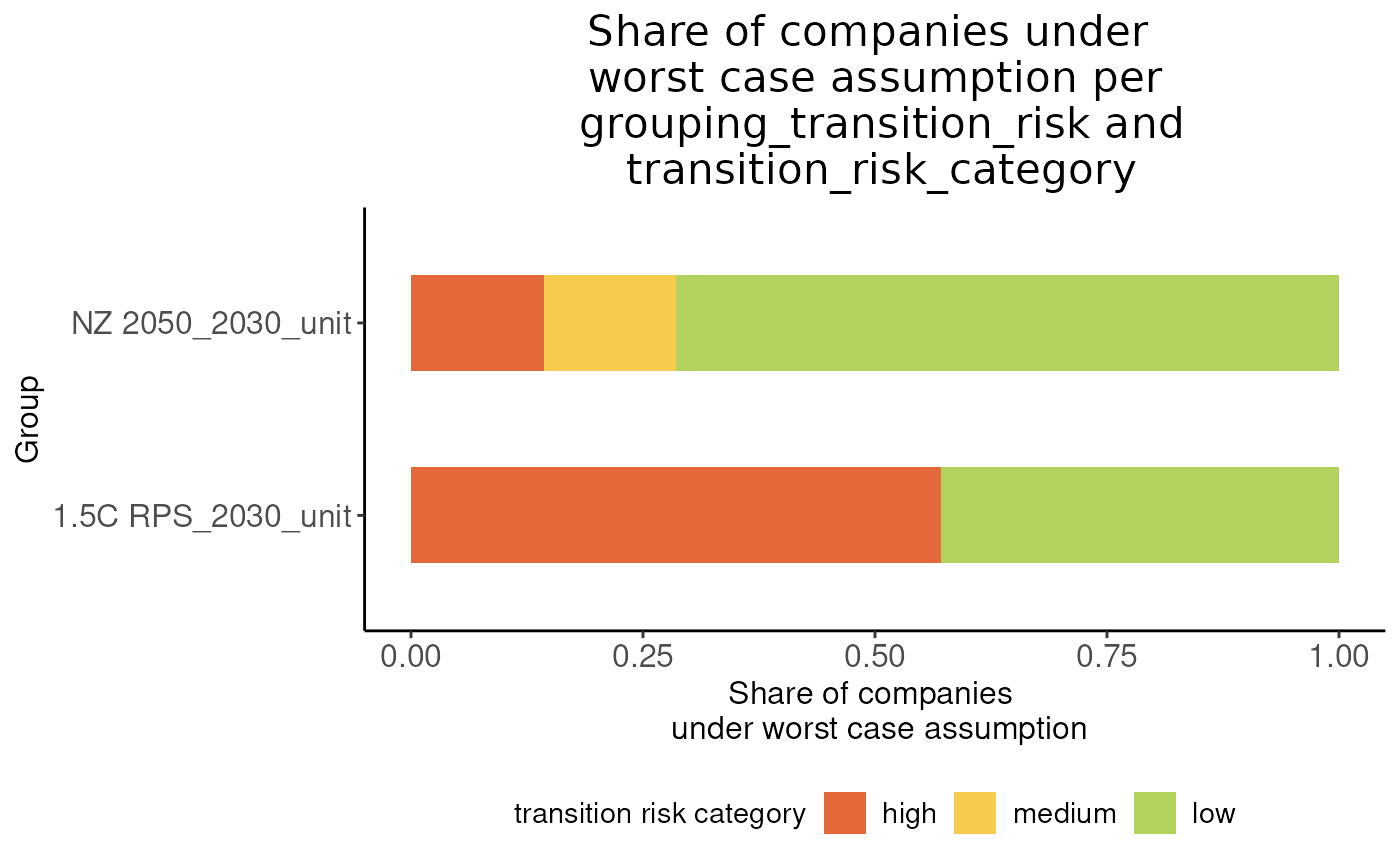 Share of companies under
worst case assumption per
grouping_transition_risk and
transition_risk_category
Group
NZ 2050_2030_unit
1.5C RPS_2030_unit
0.00 0.25 0.50 0.75 1.00
Share of companies
under worst case assumption
transition risk category high medium low